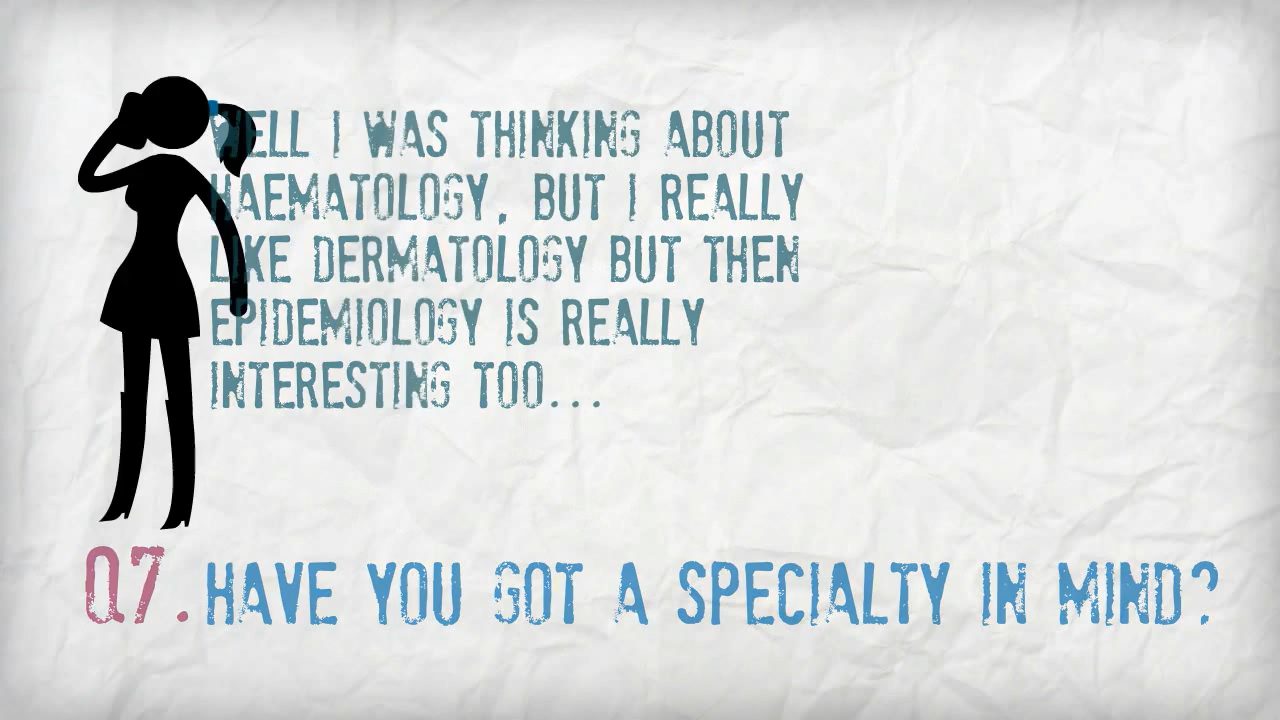 WELL I WAS THINKING ABOUT
HAEMATOLOGY, BUT I REALLY
LIKE DERMATOLOGY BUT THEN
EPIDEMIOLOGY IS REALLY
INTERESTING TOO...
Q7. HAVE YOU GOT A SPECIALTY IN MIND?